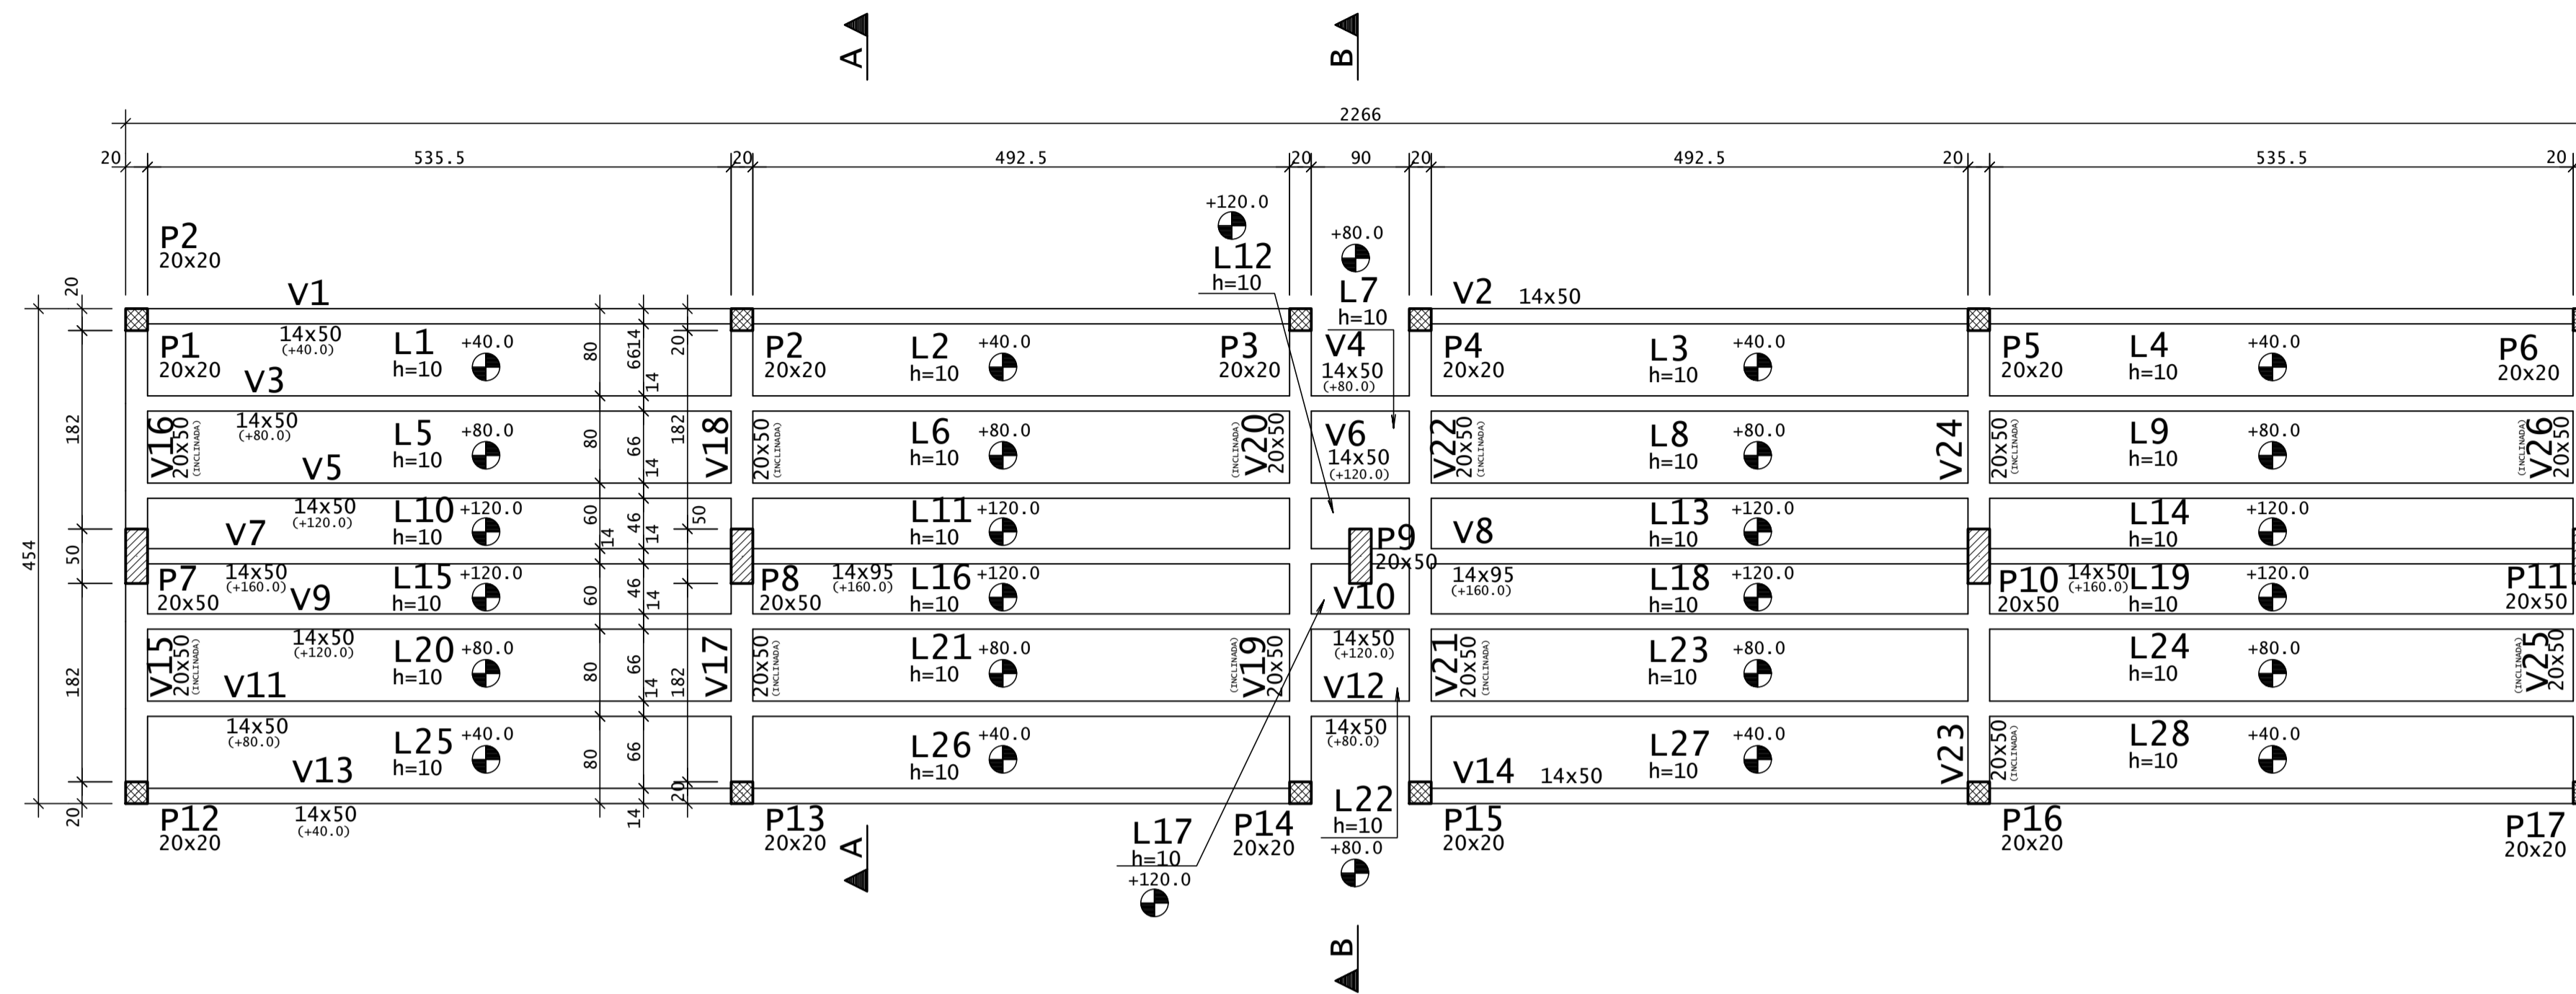 A
B
2266
20 535.5 20 492.5 20 90 20 492.5 20 535.5 20
+120.0
L12
h=10
+80.0
L7
h=10
P2
20x20
V1
V2 14x50
20
P1
20x20
14x50
(+40.0)
L1
h=10
+40.0
80
66
14
20
14
P2
20x20
L2
h=10
+40.0
P3
20x20
V4
14x50
(+80.0)
P4
20x20
L3
h=10
+40.0
P5
20x20
L4
h=10
+40.0
P6
20x20
V3
182
V16
20x50
(INCLINADA)
14x50
(+80.0)
L5
h=10
+80.0
80
66
14
182
V18
20x50
(INCLINADA)
L6
h=10
+80.0
(INCLINADA)
V20
20x50
V6
14x50
(+120.0)
V22
20x50
(INCLINADA)
L8
h=10
+80.0
V24
20x50
(INCLINADA)
L9
h=10
+80.0
(INCLINADA)
V26
20x50
V5
14x50
(+120.0)
L10
h=10
+120.0
60
14
46
14
50
L11
h=10
+120.0
P9
20x50
V8
L13
h=10
+120.0
L14
h=10
+120.0
V7
454
50
P7
20x50
14x50
(+160.0)
V9
L15
h=10
+120.0
60
46
14
P8
20x50
14x95
(+160.0)
L16
h=10
+120.0
V10
14x95
(+160.0)
L18
h=10
+120.0
P10
20x50
14x50
(+160.0)
L19
h=10
+120.0
P11
20x50
182
V15
20x50
(INCLINADA)
14x50
(+120.0)
L20
h=10
+80.0
80
66
14
182
V17
20x50
(INCLINADA)
L21
h=10
+80.0
(INCLINADA)
V19
20x50
14x50
(+120.0)
V21
20x50
(INCLINADA)
L23
h=10
+80.0
L24
h=10
+80.0
(INCLINADA)
V25
20x50
V11
V12
14x50
(+80.0)
L25
h=10
+40.0
80
66
L26
h=10
+40.0
14x50
(+80.0)
L27
h=10
+40.0
V23
20x50
(INCLINADA)
L28
h=10
+40.0
V13
V14 14x50
20
14
20
P12
20x20
14x50
(+40.0)
P13
20x20
A
L17
h=10
+120.0
P14
20x20
L22
h=10
+80.0
P15
20x20
P16
20x20
P17
20x20
B